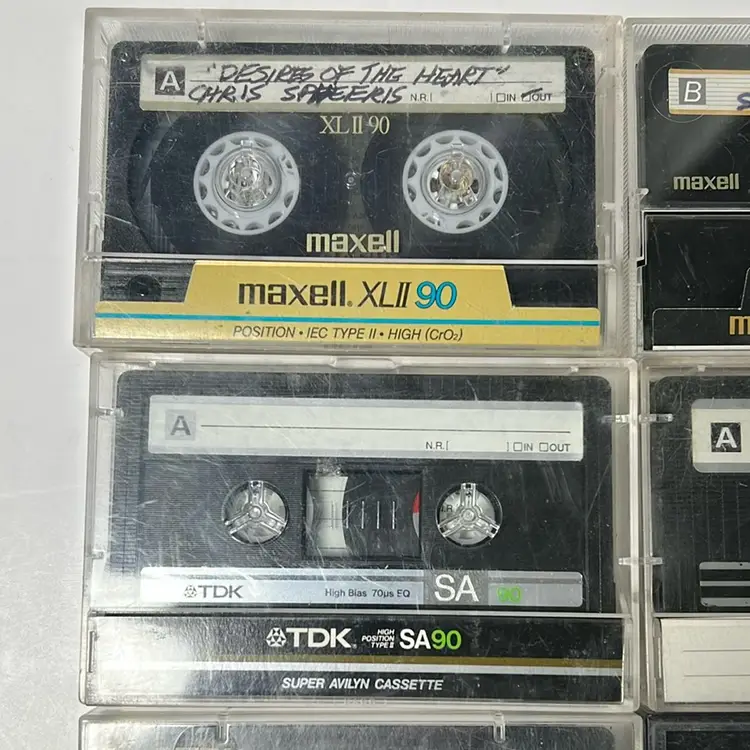 A "DESIRES OF THE HEART"
CHRIS SPHEERIS N.R.[ ] IN OUT
XL II 90
maxell
maxell. XLII 90
POSITION • IEC TYPE II • HIGH (CrO₂)
B
maxell
A
N.R.[ ] IN OUT
TDK High Bias 70µs EQ SA 90
TDK. HIGH POSITION TYPE II SA90
SUPER AVILYN CASSETTE
A